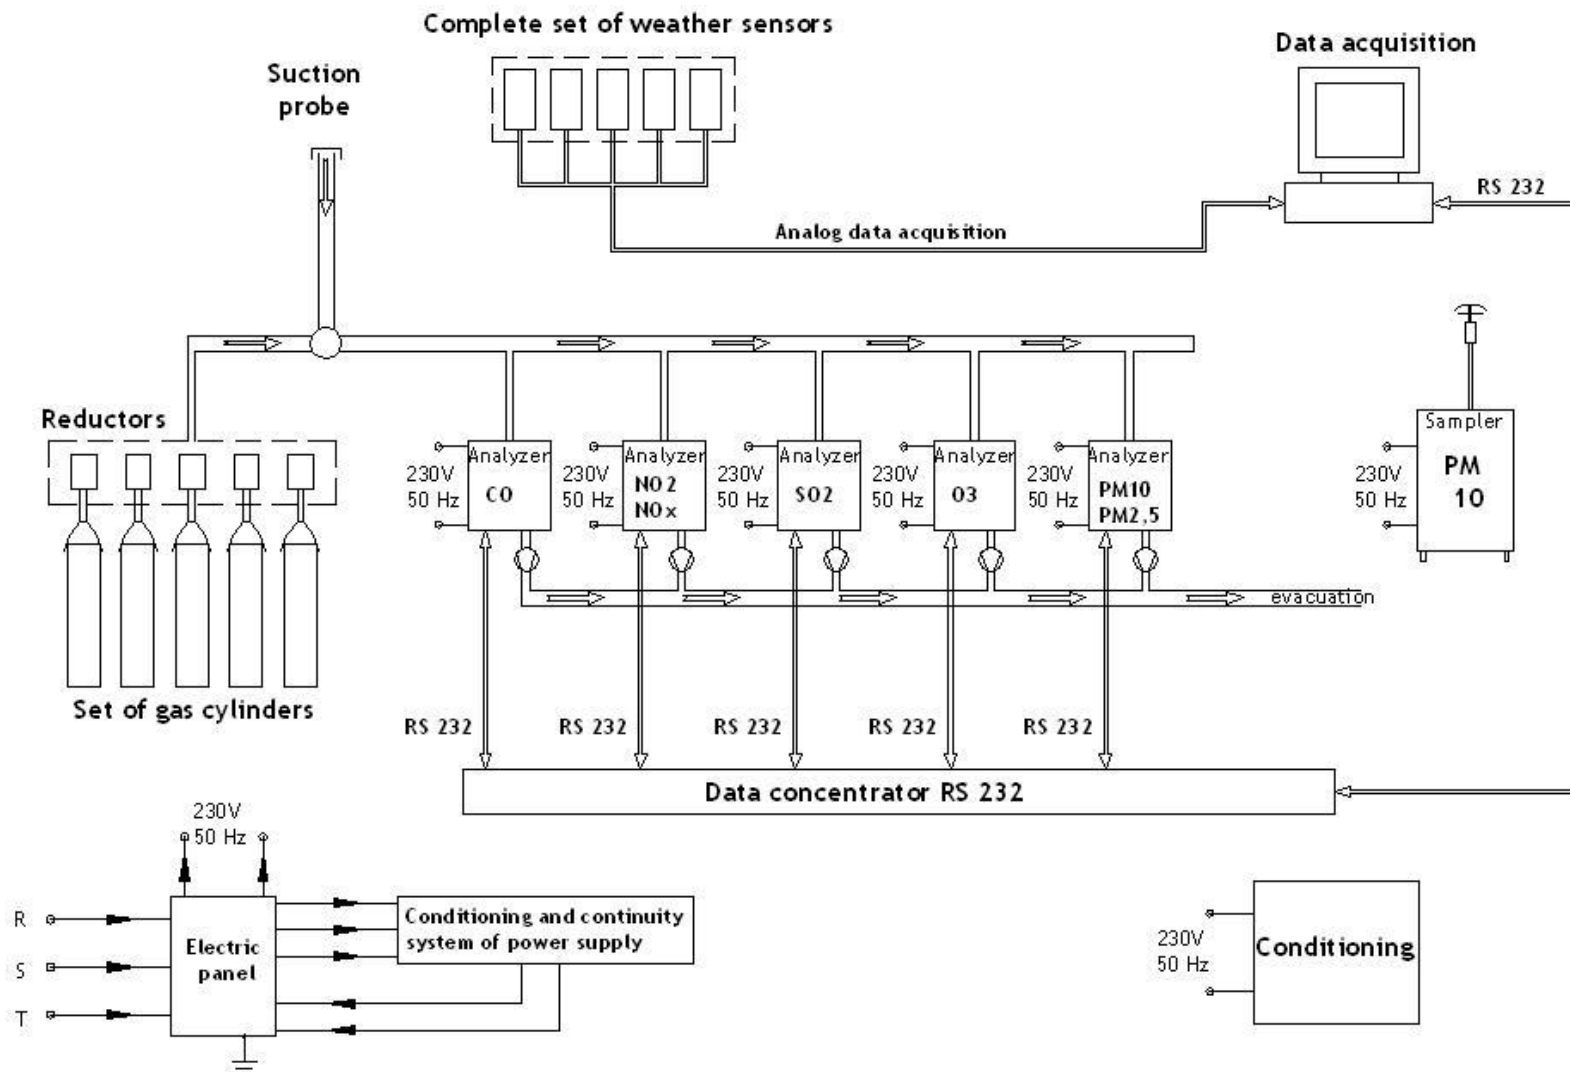 Complete set of weather sensors
Data acquisition
Suction
probe
RS 232
Analog data acquisition
Reductors
Analyzer
CO
230V
50 Hz
Analyzer
NO2
NOx
230V
50 Hz
Analyzer
SO2
230V
50 Hz
Analyzer
O3
230V
50 Hz
Analyzer
PM10
PM2,5
230V
50 Hz
Sampler
PM
10
230V
50 Hz
evacuation
Set of gas cylinders
RS 232
RS 232
RS 232
RS 232
RS 232
Data concentrator RS 232
230V
50 Hz
R
S
T
Electric
panel
Conditioning and continuity
system of power supply
230V
50 Hz
Conditioning